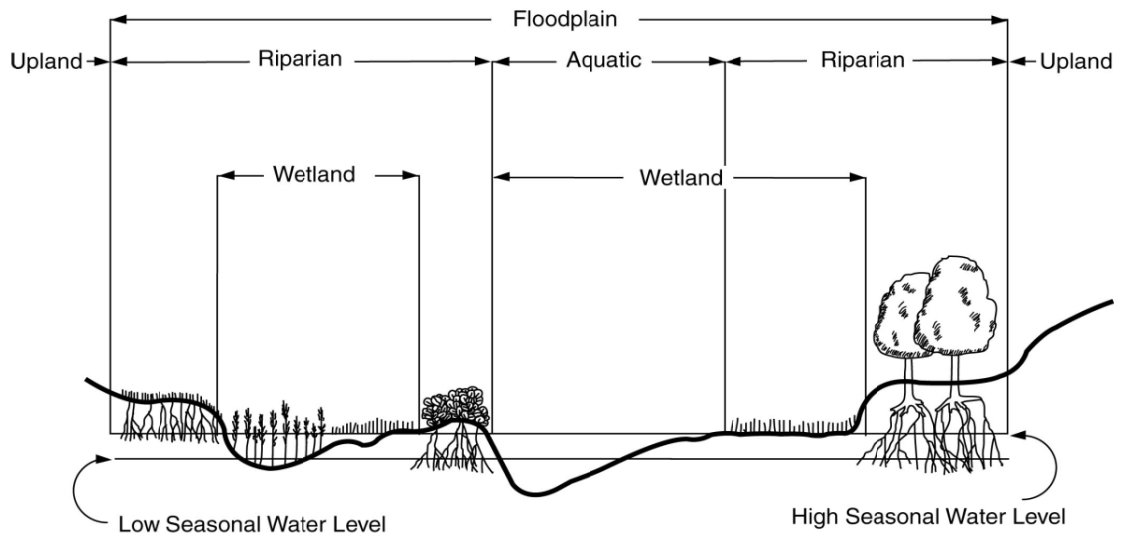 Floodplain
Upland Riparian Aquatic Riparian Upland
Wetland Wetland
Low Seasonal Water Level High Seasonal Water Level